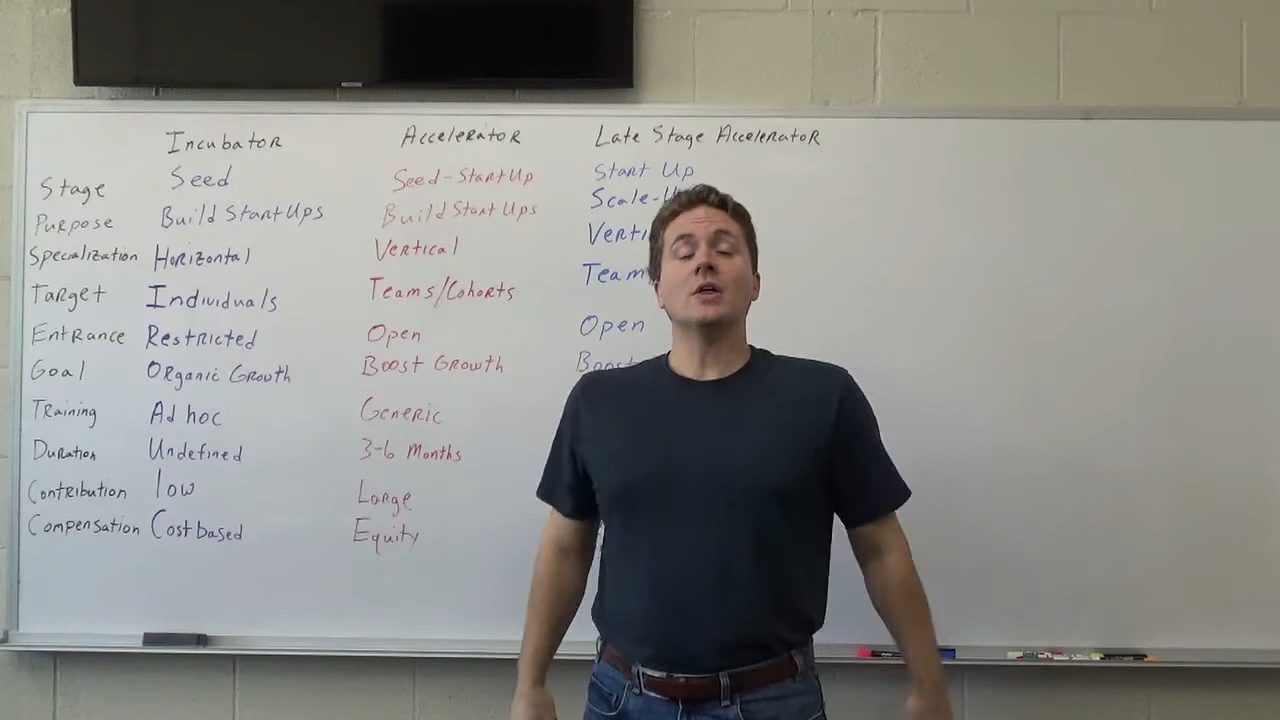 Incubator Accelerator Late Stage Accelerator
Stage Seed Seed-StartUp Start Up
Purpose Build StartUps Build StartUps
Specialization Horizontal Vertical
Target Individuals Teams/Cohorts
Entrance Restricted Open Open
Goal Organic Growth Boost Growth
Training Ad hoc Generic
Duration Undefined 3-6 Months
Contribution low Large
Compensation Cost based Equity